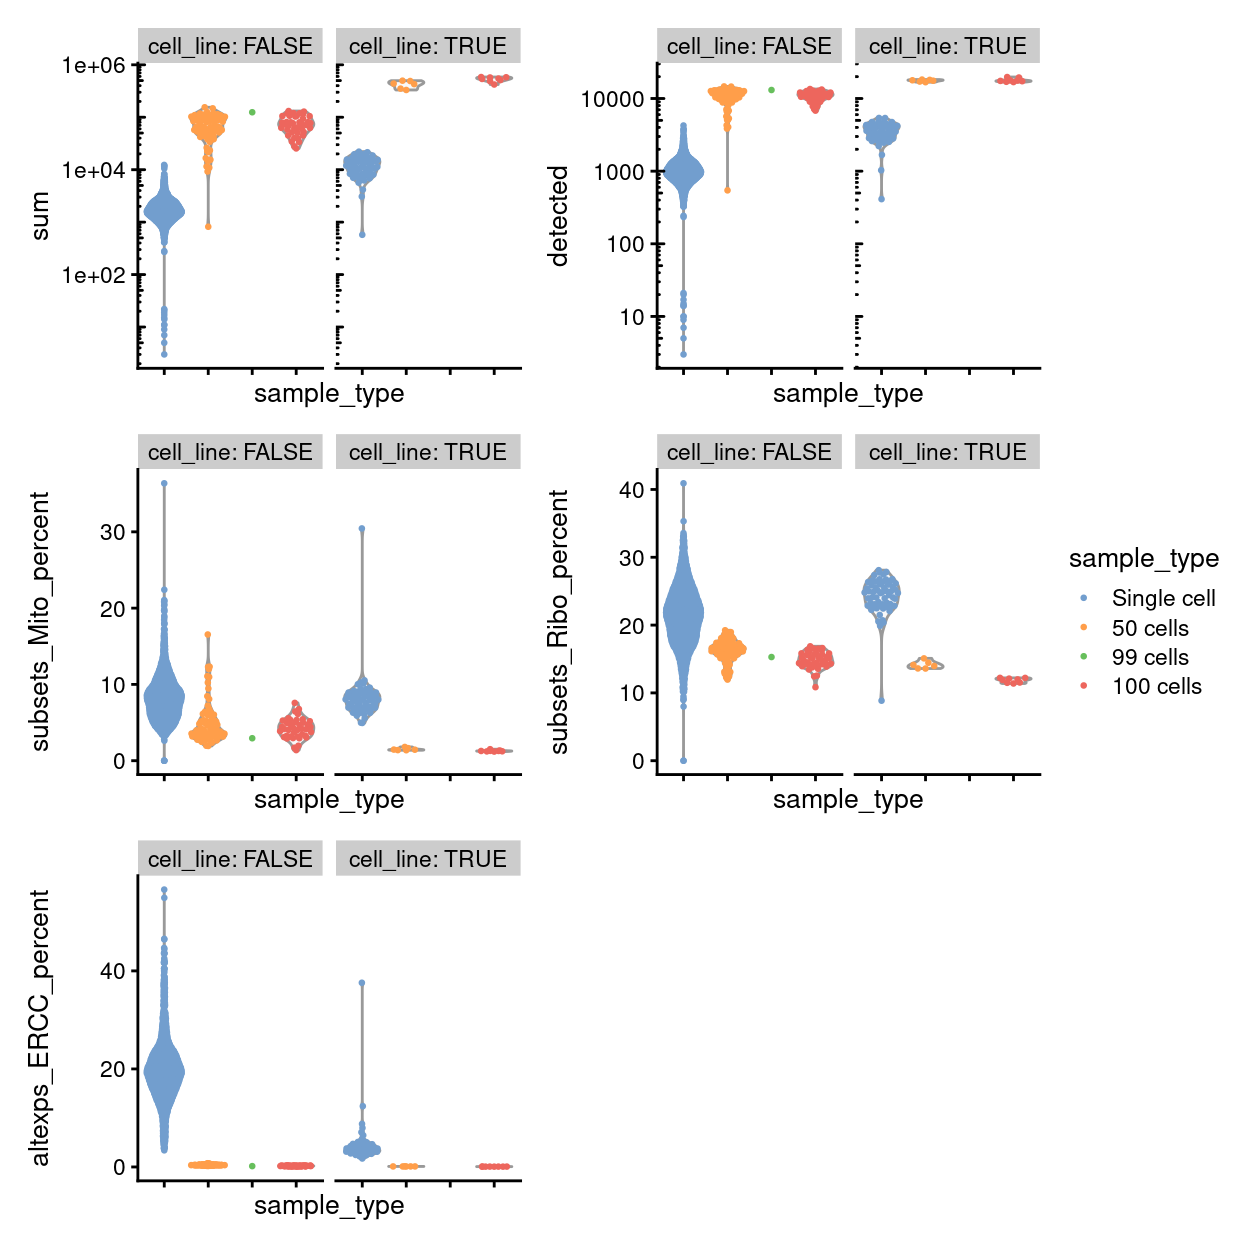 cell_line: FALSE
cell_line: TRUE
1e+06
1e+04
1e+02
sum
sample_type
cell_line: FALSE
cell_line: TRUE
10000
1000
100
10
detected
sample_type
cell_line: FALSE
cell_line: TRUE
30
20
10
0
subsets_Mito_percent
sample_type
cell_line: FALSE
cell_line: TRUE
40
30
20
10
0
subsets_Ribo_percent
sample_type
sample_type
Single cell
50 cells
99 cells
100 cells
cell_line: FALSE
cell_line: TRUE
40
20
0
altexps_ERCC_percent
sample_type